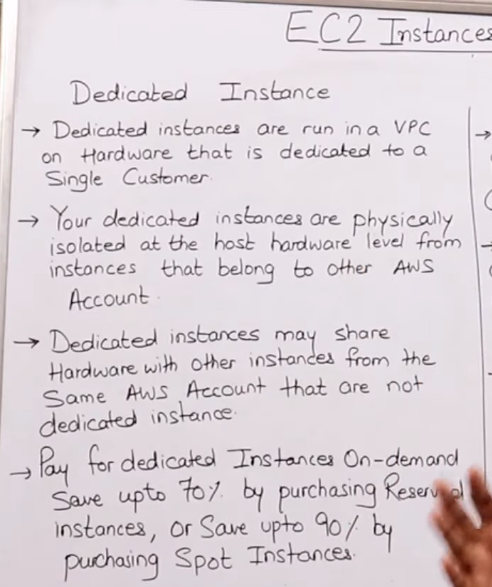 EC2 Instances
Dedicated Instance
→ Dedicated instances are run in a VPC
on Hardware that is dedicated to a
Single Customer.
→ Your dedicated instances are physically
isolated at the host hardware level from
instances that belong to other AWS
Account.
→ Dedicated instances may share
Hardware with other instances from the
Same AWS Account that are not
dedicated instance.
→ Pay for dedicated Instances On-demand
Save upto 70% by purchasing Reserved
instances, or Save upto 90% by
purchasing Spot Instances.